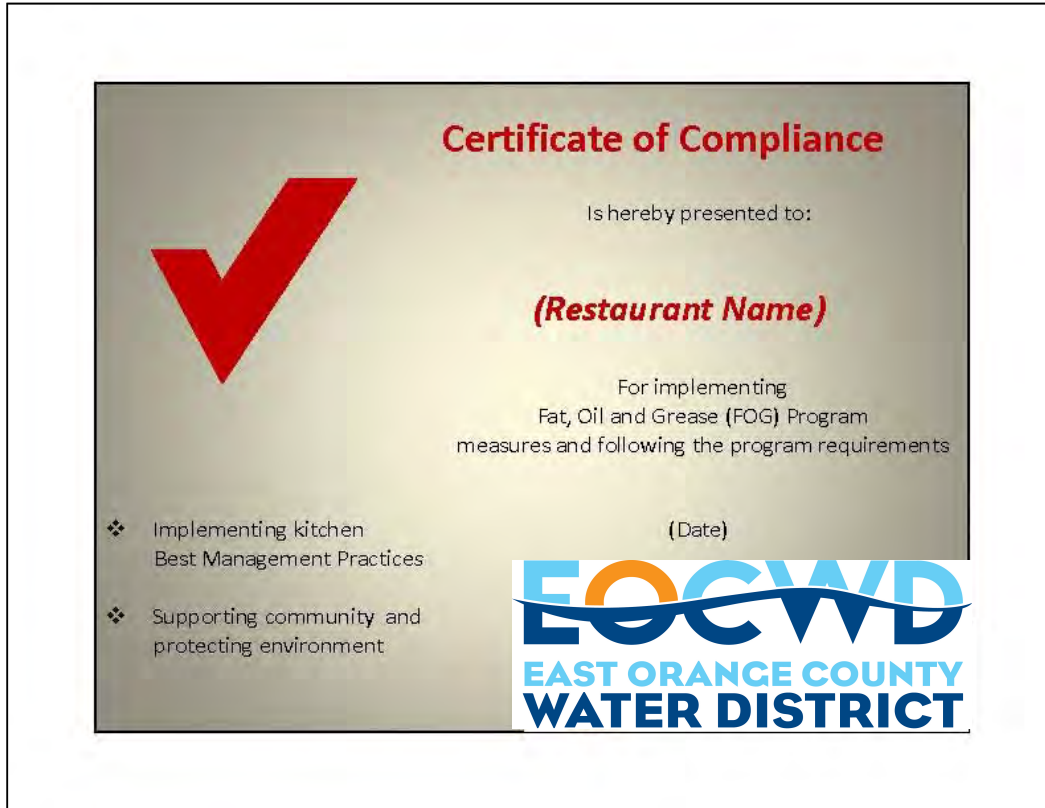 Certificate of Compliance
Is hereby presented to:
(Restaurant Name)
For implementing
Fat, Oil and Grease (FOG) Program
measures and following the program requirements
(Date)
❖ Implementing kitchen
Best Management Practices
❖ Supporting community and
protecting environment
EOCWD
EAST ORANGE COUNTY
WATER DISTRICT